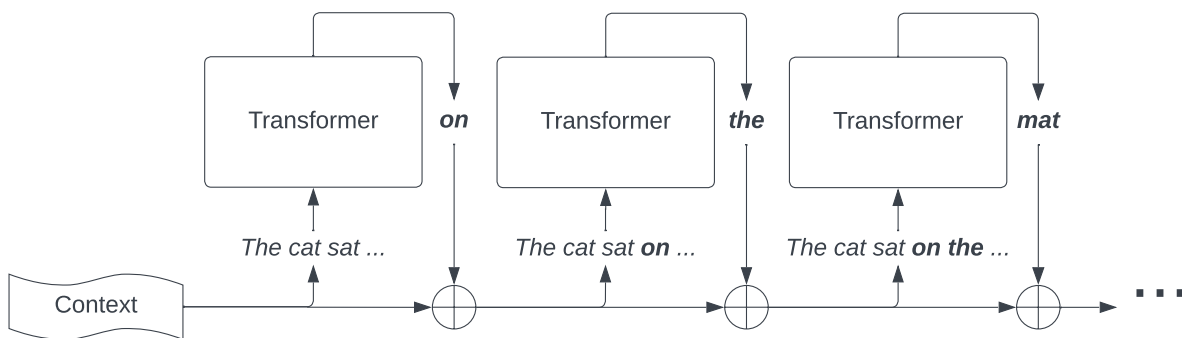 Transformer
on
Transformer
the
Transformer
mat
The cat sat ...
The cat sat on ...
The cat sat on the ...
Context
...